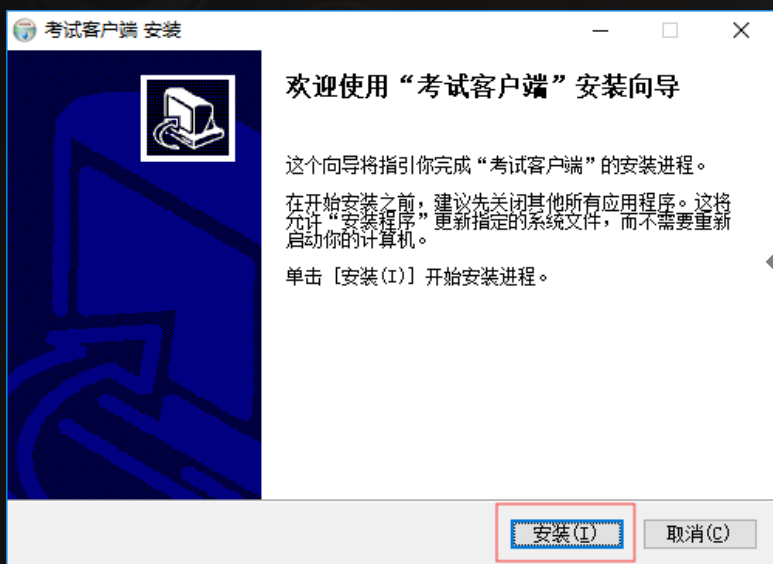 考试客户端 安装
欢迎使用“考试客户端”安装向导
这个向导将指引你完成“考试客户端”的安装进程。
在开始安装之前，建议先关闭其他所有应用程序。这将
允许“安装程序”更新指定的系统文件，而不需要重新
启动你的计算机。
单击 [安装(I)] 开始安装进程。
安装(I) 取消(C)